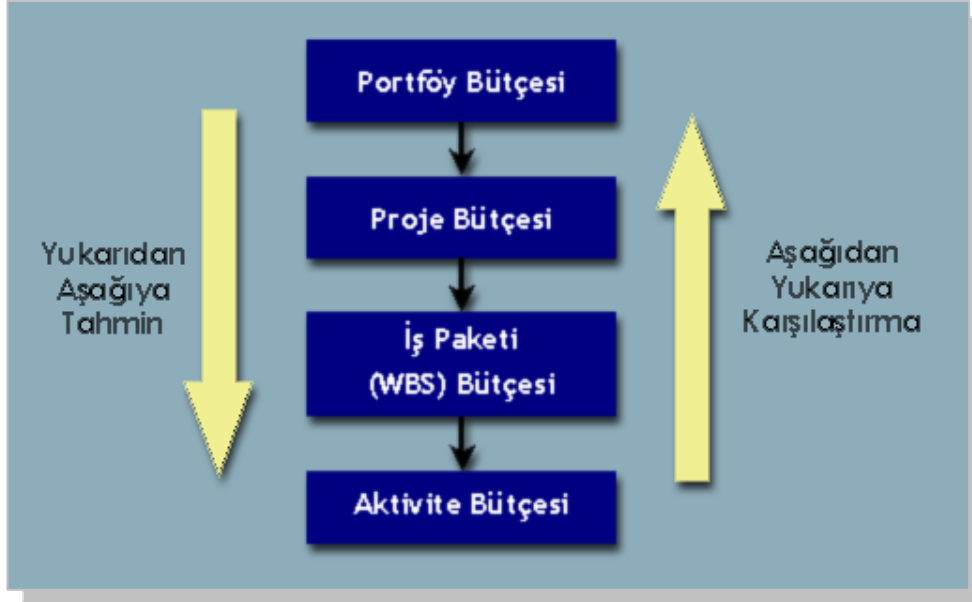 Portföy Bütçesi
Proje Bütçesi
İş Paketi
(WBS) Bütçesi
Aktivite Bütçesi
Yukarıdan
Aşağıya
Tahmin
Aşağıdan
Yukarıya
Karşılaştırma